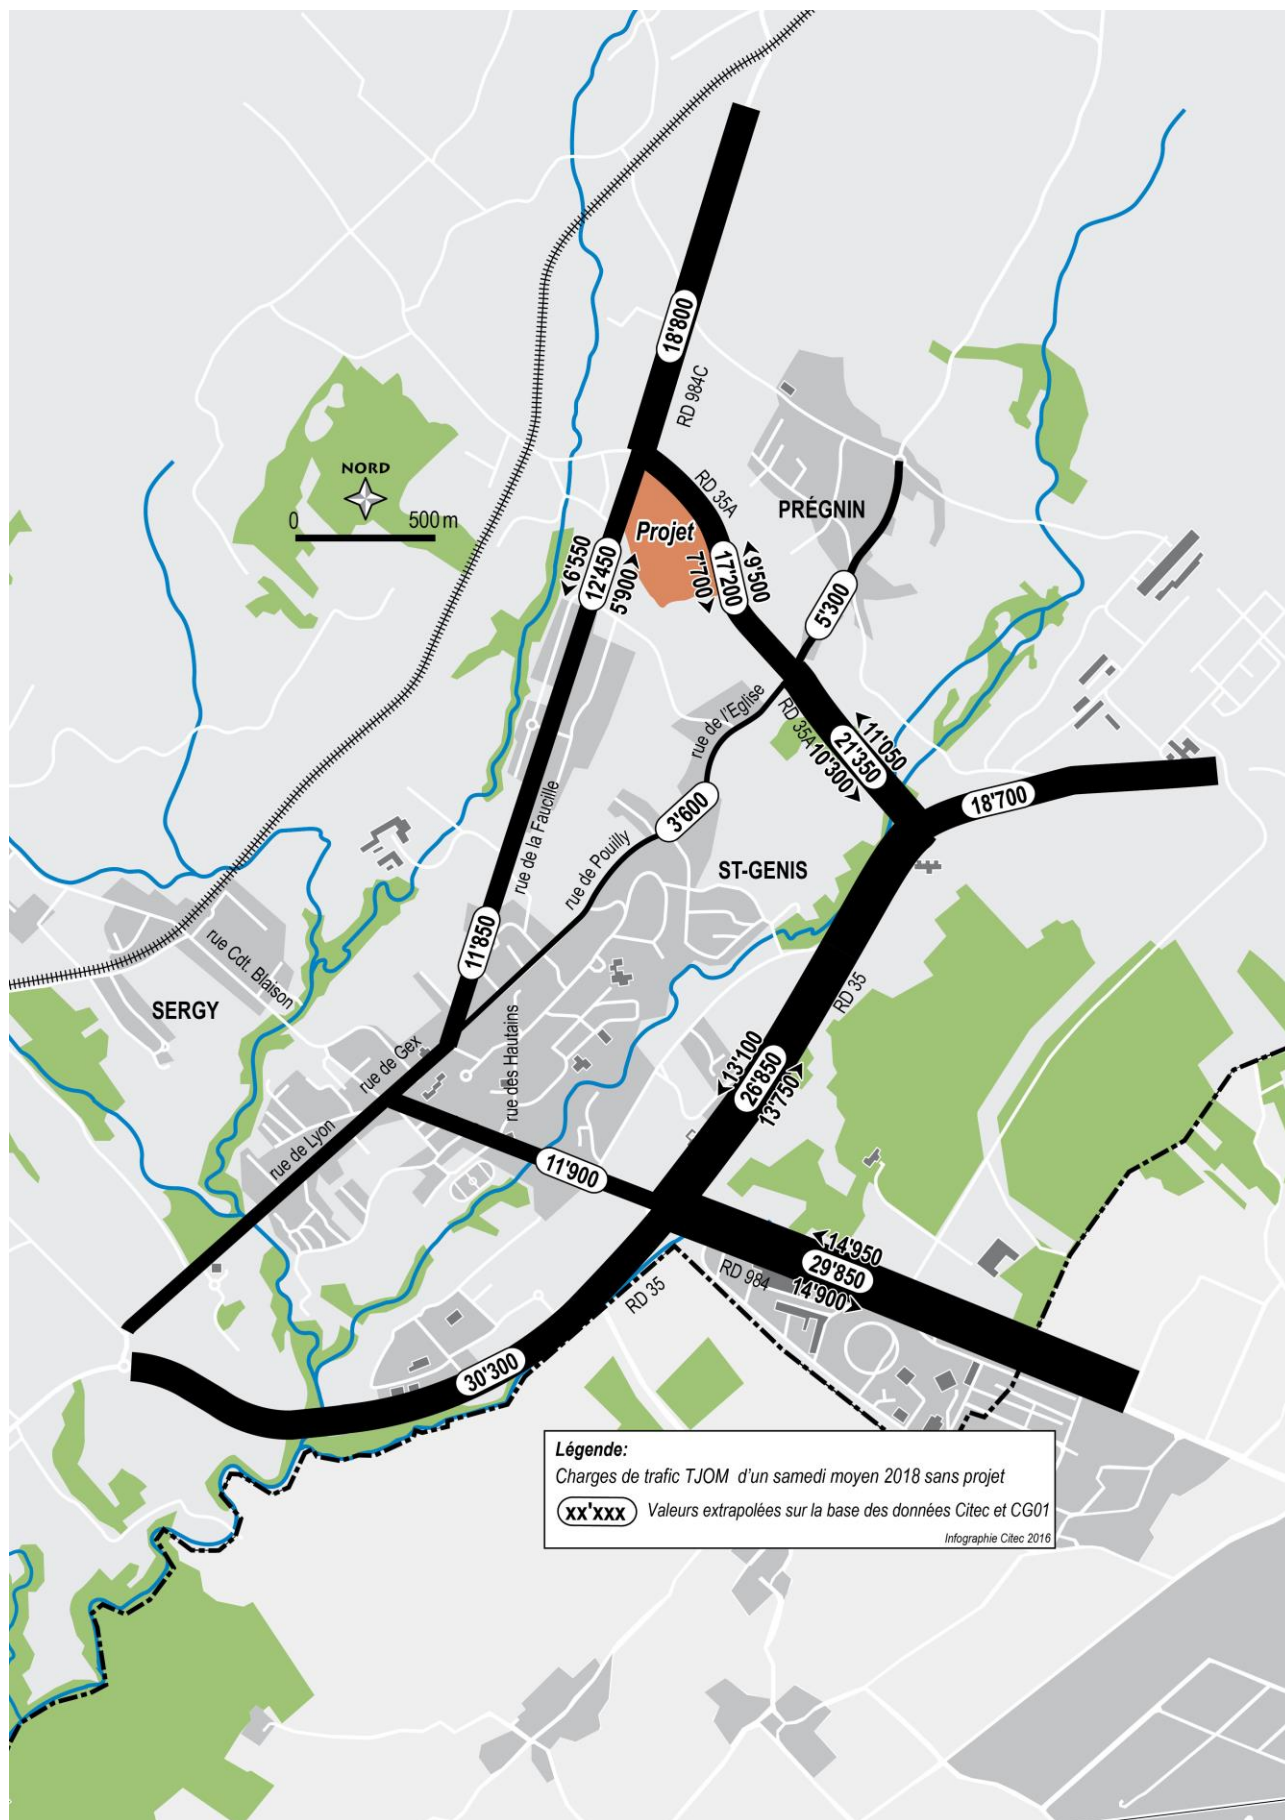 18'800
RD 984C
NORD
0 500 m
RD 35A
PRÉGNIN
Projet
6'550
12'450
5'900
7'700
17'200
9'500
5'300
rue de l'Eglise
RD 35A
11'050
21'350
10'300
18'700
rue de la Faucille
3'600
rue de Pouilly
ST-GENIS
11'850
rue Cdt. Blaison
SERGY
RD 35
rue de Gex
rue des Hautains
13'100
26'850
13'750
rue de Lyon
11'900
14'950
29'850
14'900
RD 984
RD 35
30'300
Légende:
Charges de trafic TJOM d'un samedi moyen 2018 sans projet
xx'xxx Valeurs extrapolées sur la base des données Citec et CG01
Infographie Citec 2016